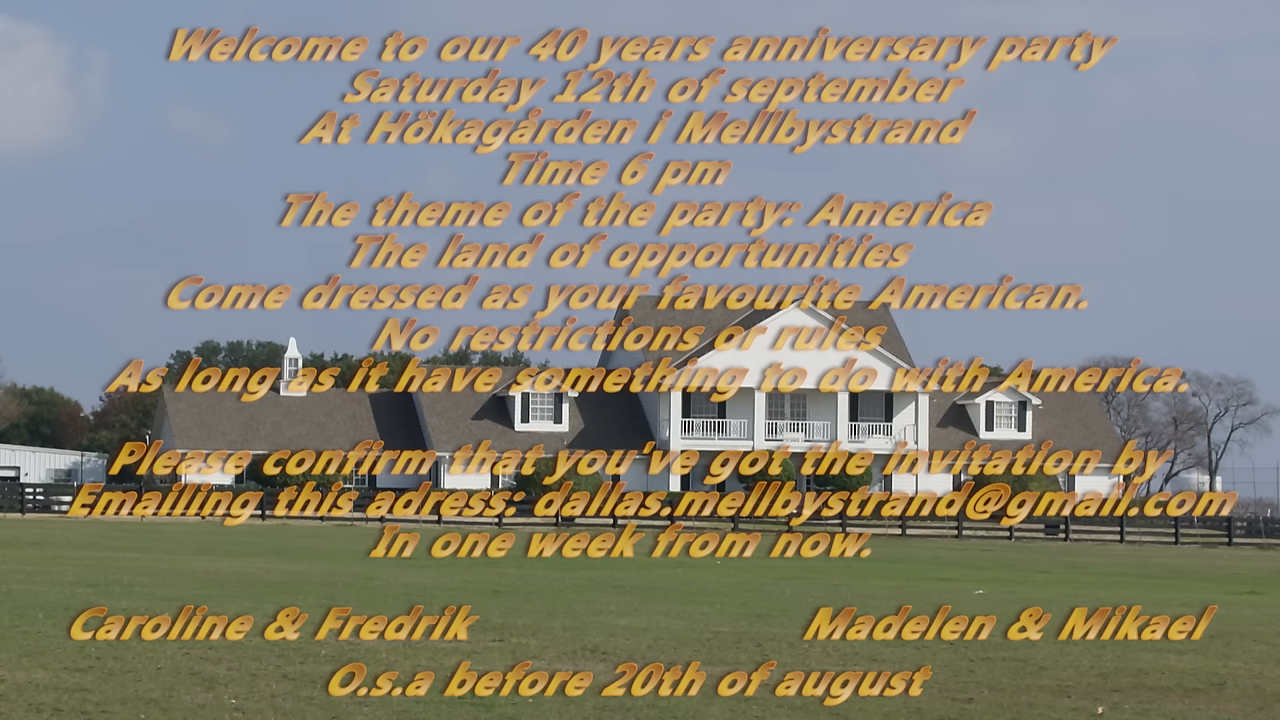 Welcome to our 40 years anniversary party
Saturday 12th of september
At Hökagården i Mellbystrand
Time 6 pm
The theme of the party: America
The land of opportunities
Come dressed as your favourite American.
No restrictions or rules
As long as it have something to do with America.
Please confirm that you've got the invitation by
Emailing this adress: dallas.mellbystrand@gmail.com
In one week from now.
Caroline & Fredrik
Madelen & Mikael
O.s.a before 20th of august